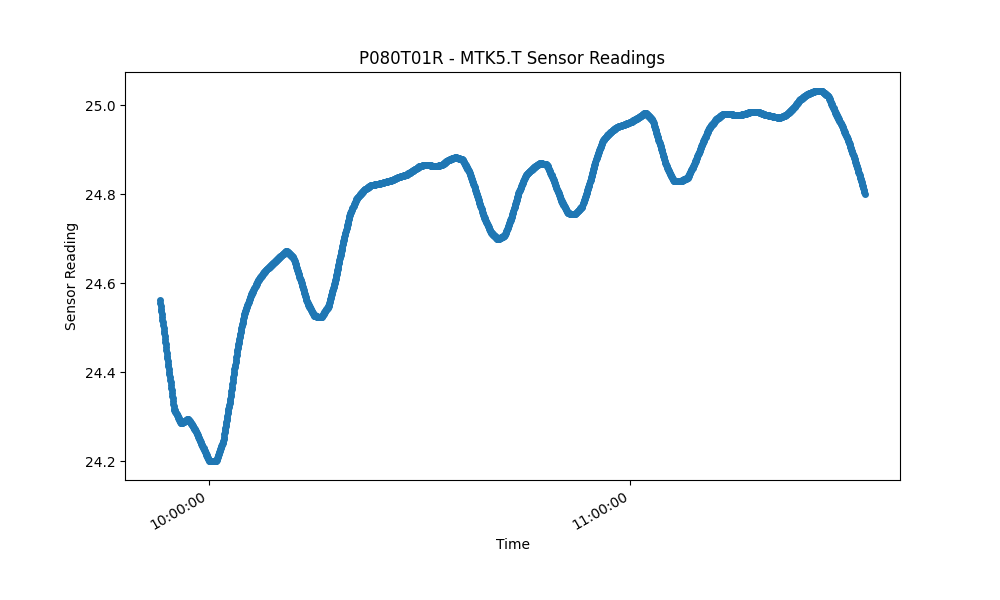 P080T01R - MTK5.T Sensor Readings
25.0
24.8
24.6
24.4
24.2
Sensor Reading
10:00:00
11:00:00
Time